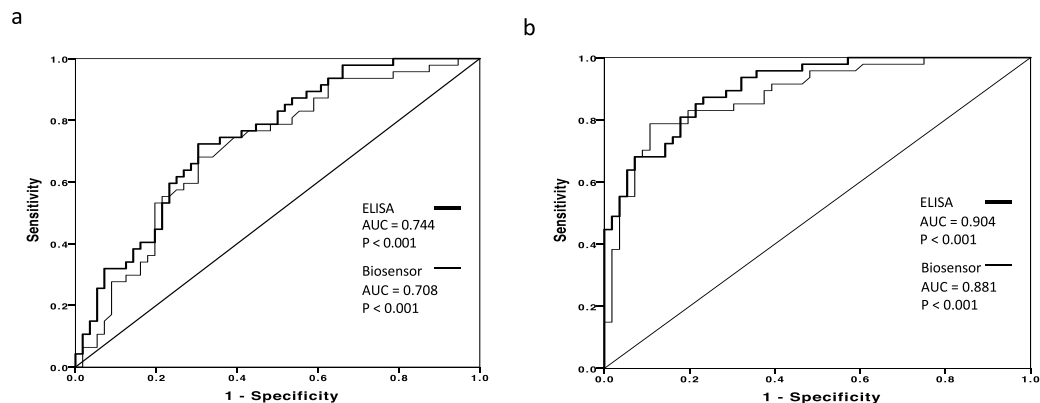 a
1.0
0.8
0.6
0.4
0.2
0.0
Sensitivity
ELISA
AUC = 0.744
P < 0.001
Biosensor
AUC = 0.708
P < 0.001
0.0 0.2 0.4 0.6 0.8 1.0
1 - Specificity
b
1.0
0.8
0.6
0.4
0.2
0.0
Sensitivity
ELISA
AUC = 0.904
P < 0.001
Biosensor
AUC = 0.881
P < 0.001
0.0 0.2 0.4 0.6 0.8 1.0
1 - Specificity